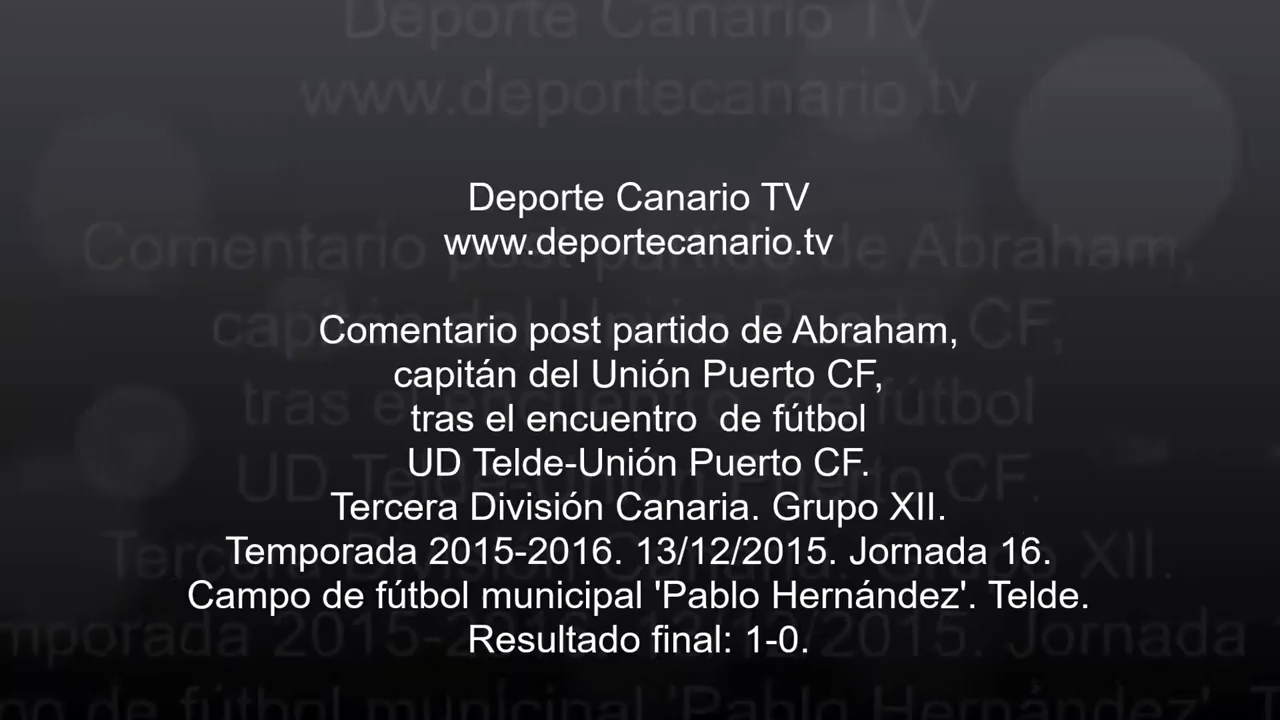 Deporte Canario TV
www.deportecanario.tv
Comentario post partido de Abraham,
capitán del Unión Puerto CF,
tras el encuentro  de fútbol
UD Telde-Unión Puerto CF.
Tercera División Canaria. Grupo XII.
Temporada 2015-2016. 13/12/2015. Jornada 16.
Campo de fútbol municipal 'Pablo Hernández'. Telde.
Resultado final: 1-0.